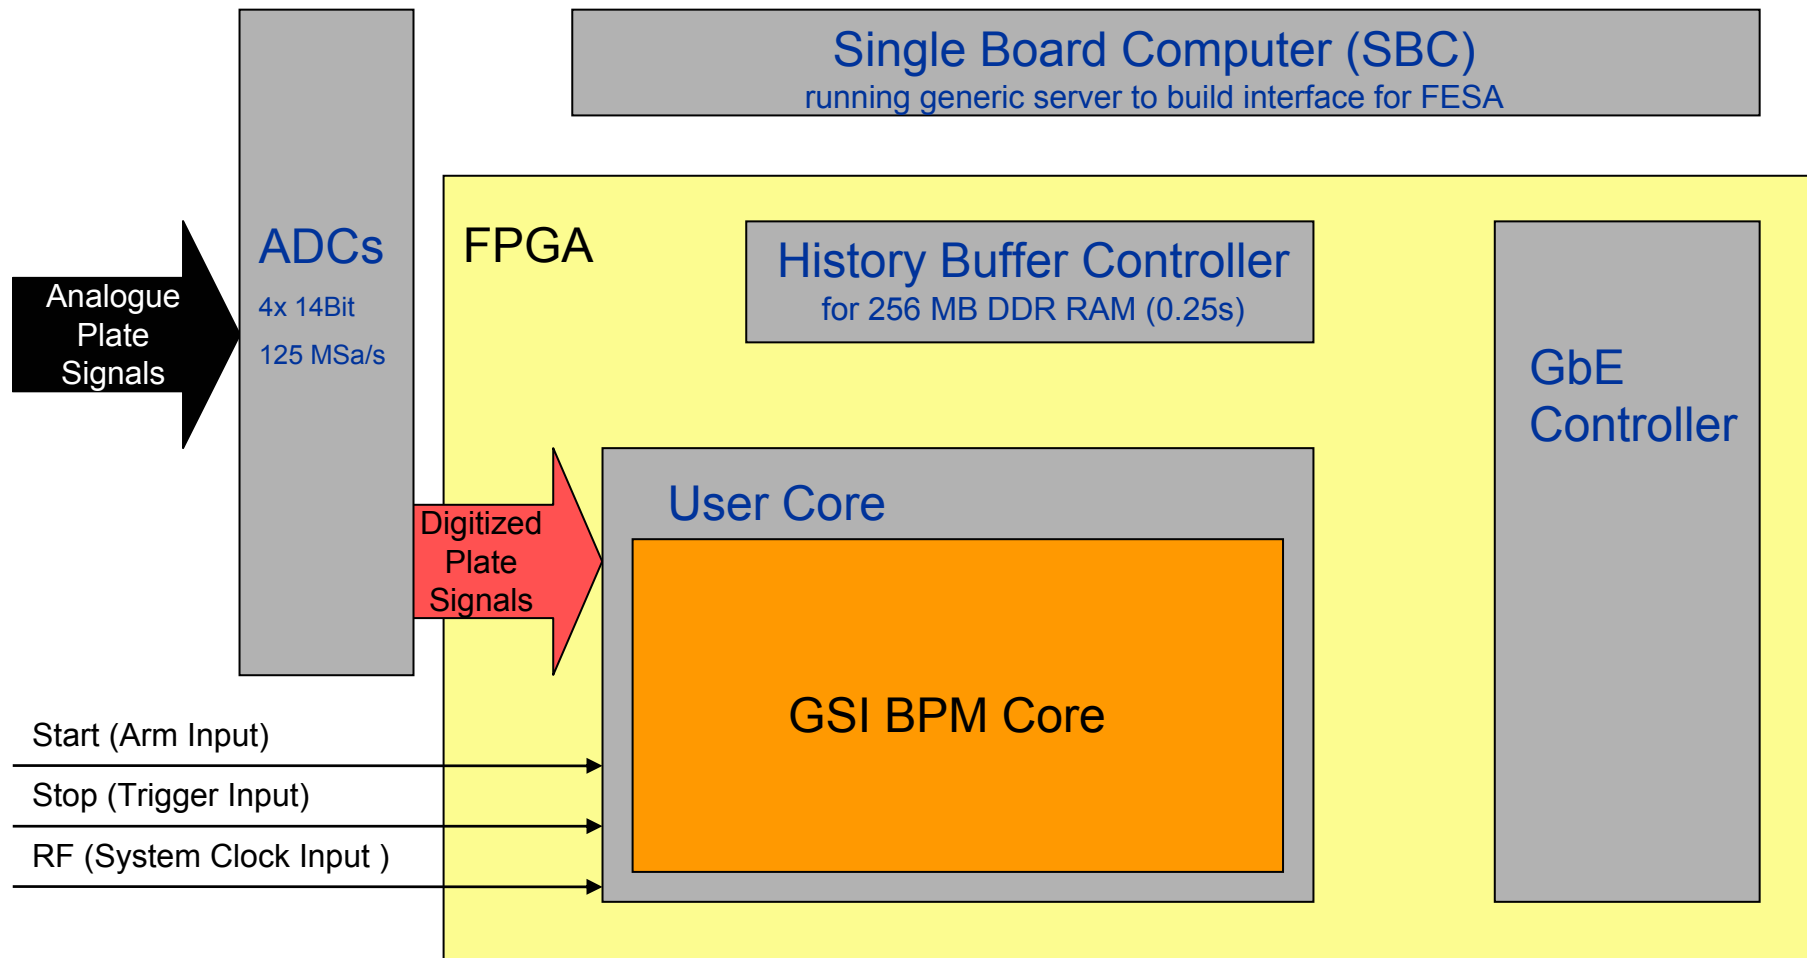 Single Board Computer (SBC)
running generic server to build interface for FESA
ADCs
4x 14Bit
125 MSa/s
FPGA
History Buffer Controller
for 256 MB DDR RAM (0.25s)
Analogue
Plate
Signals
GbE
Controller
User Core
Digitized
Plate
Signals
GSI BPM Core
Start (Arm Input)
Stop (Trigger Input)
RF (System Clock Input )